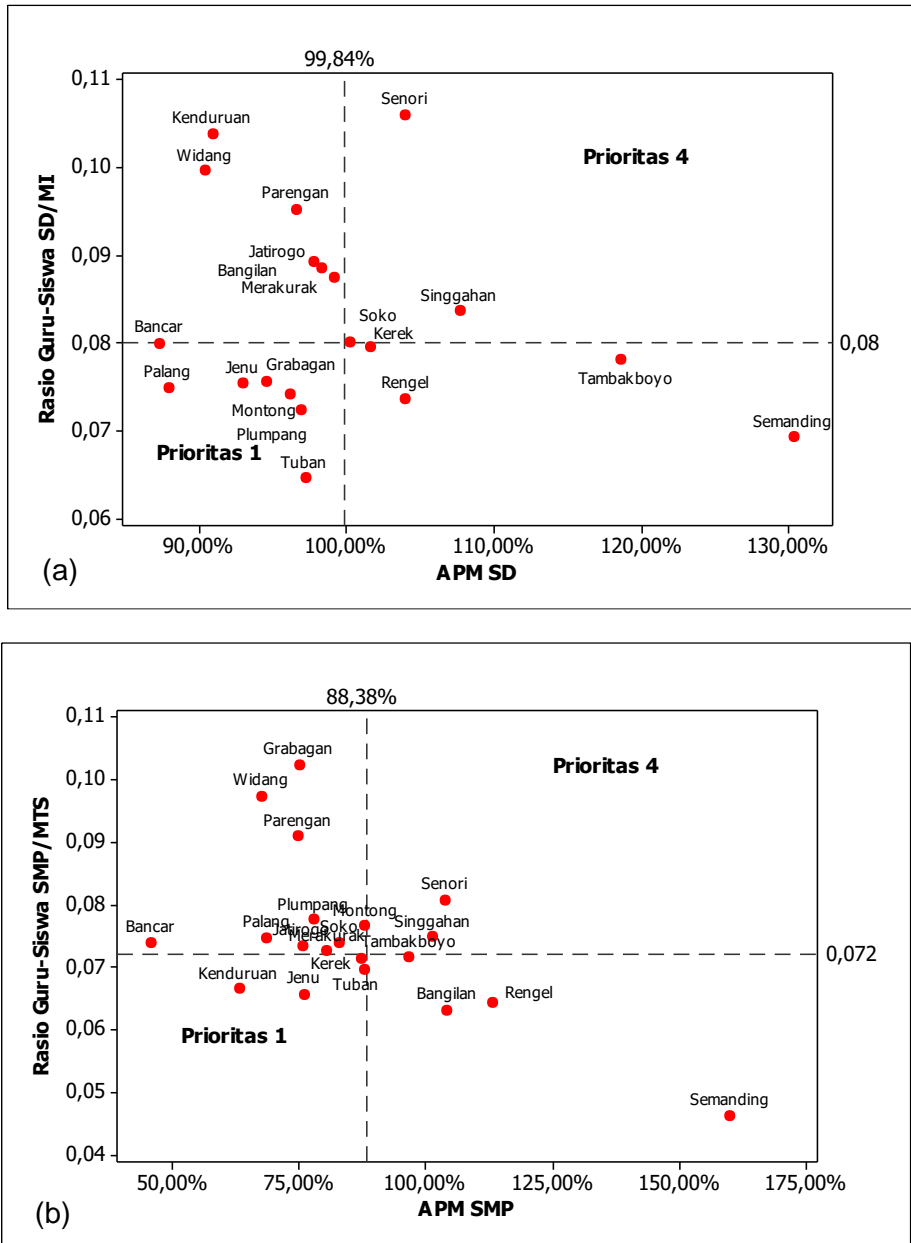 99,84%
0,11
Senori
Kenduruan
Prioritas 4
Widang
0,10
Parengan
Rasio Guru-Siswa SD/MI
0,09
Jatirogo
Bangilan
Merakurak
Singgahan
Soko
Bancar
Kerek
0,08
0,08
Palang
Jenu
Grabagan
Rengel
Tambakboyo
Montong
Semanding
0,07
Plumpang
Prioritas 1
Tuban
0,06
90,00%
100,00%
110,00%
120,00%
130,00%
(a)
APM SD
88,38%
0,11
Grabagan
Prioritas 4
Widang
0,10
Parengan
0,09
Rasio Guru-Siswa SMP/MTS
Senori
0,08
Plumpang
Montong
Bancar
Palang
Jatirogo
Soko
Singgahan
Merakurak
Tambakboyo
0,072
0,07
Kenduruan
Jenu
Kerek
Tuban
Bangilan
Rengel
Prioritas 1
0,06
0,05
Semanding
0,04
50,00%
75,00%
100,00%
125,00%
150,00%
175,00%
(b)
APM SMP